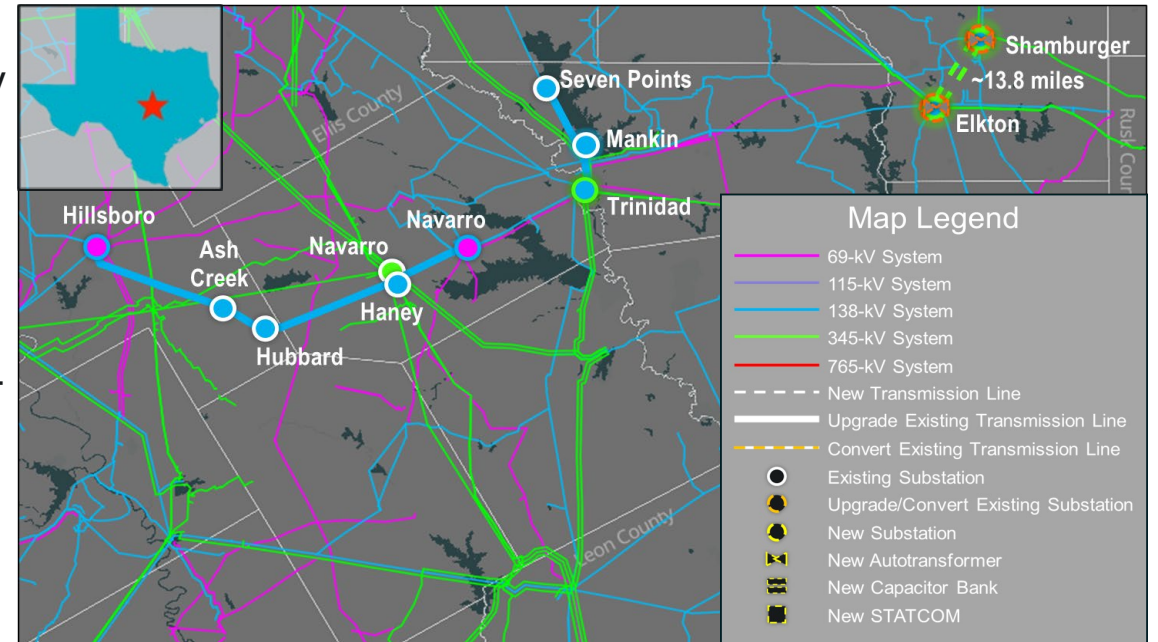 y
.
Ellis County
Seven Points
Shamburger
~13.8 miles
Elkton
Mankin
Trinidad
Hillsboro
Ash
Creek
Navarro
Navarro
Haney
Hubbard
Leon County
Map Legend
69-kV System
115-kV System
138-kV System
345-kV System
765-kV System
New Transmission Line
Upgrade Existing Transmission Line
Convert Existing Transmission Line
Existing Substation
Upgrade/Convert Existing Substation
New Substation
New Autotransformer
New Capacitor Bank
New STATCOM